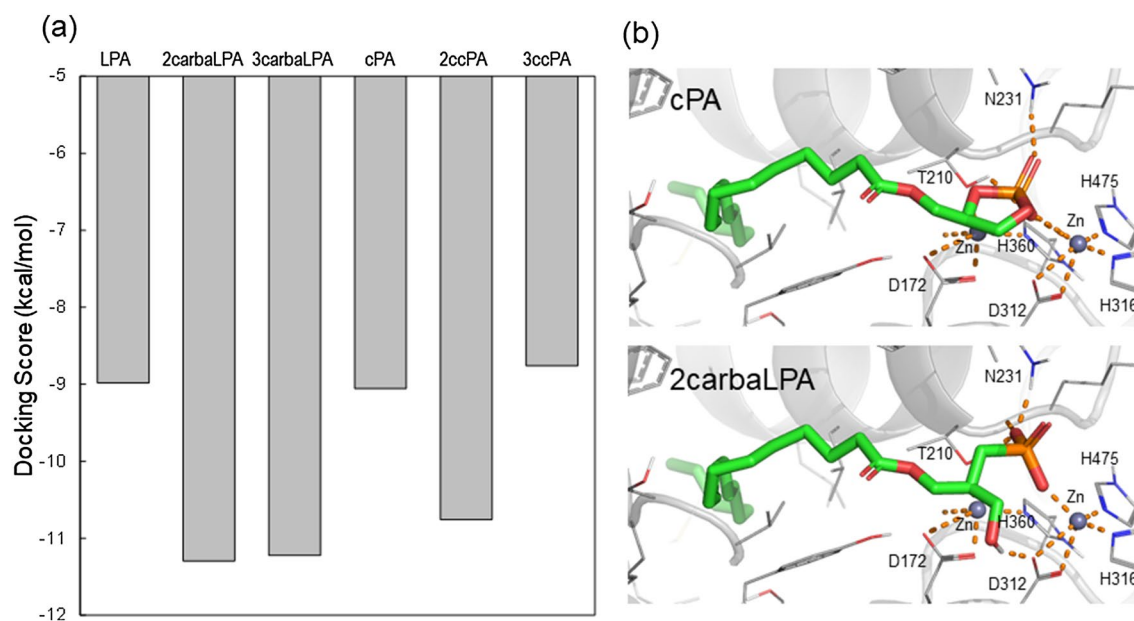 (a)
LPA 2carbaLPA 3carbaLPA cPA 2ccPA 3ccPA
-5
-6
-7
-8
-9
-10
-11
-12
Docking Score (kcal/mol)
(b)
cPA
N231
T210
H475
Zn
Zn
H360
D172
D312
H316
2carbaLPA
N231
T210
H475
Zn
Zn
H360
D172
D312
H316